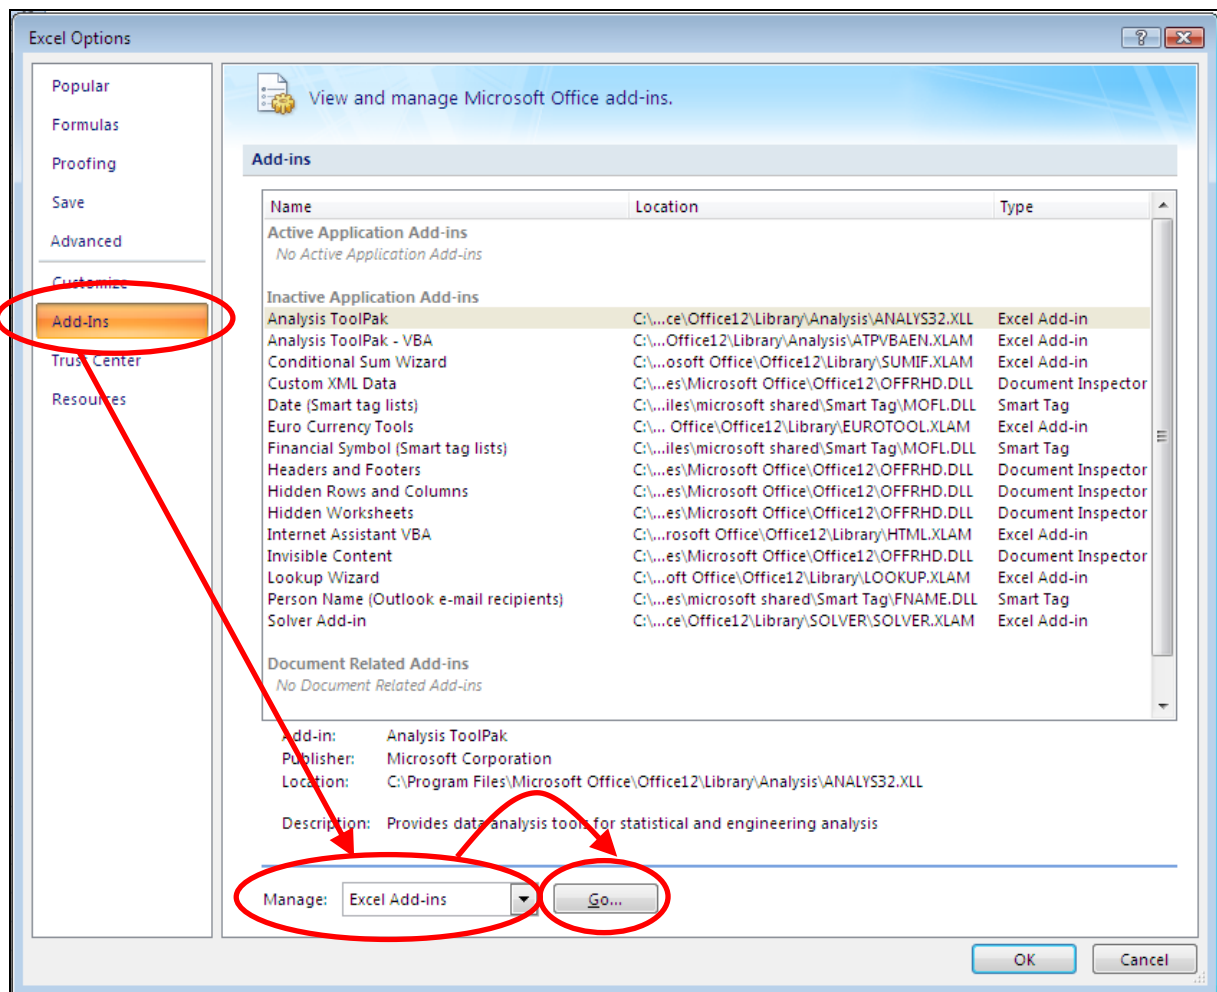 Excel Options
Popular
Formulas
Proofing
Save
Advanced
Customize
Add-Ins
Trust Center
Resources
View and manage Microsoft Office add-ins.
Add-ins
Name Location Type
Active Application Add-ins
No Active Application Add-ins
Inactive Application Add-ins
Analysis ToolPak C:\...ce\Office12\Library\Analysis\ANALYS32.XLL Excel Add-in
Analysis ToolPak - VBA C:\...Office12\Library\Analysis\ATPVBAEN.XLAM Excel Add-in
Conditional Sum Wizard C:\...osoft Office\Office12\Library\SUMIF.XLAM Excel Add-in
Custom XML Data C:\...es\Microsoft Office\Office12\OFFRHD.DLL Document Inspector
Date (Smart tag lists) C:\...iles\microsoft shared\Smart Tag\MOFL.DLL Smart Tag
Euro Currency Tools C:\... Office\Office12\Library\EUROTOOL.XLAM Excel Add-in
Financial Symbol (Smart tag lists) C:\...iles\microsoft shared\Smart Tag\MOFL.DLL Smart Tag
Headers and Footers C:\...es\Microsoft Office\Office12\OFFRHD.DLL Document Inspector
Hidden Rows and Columns C:\...es\Microsoft Office\Office12\OFFRHD.DLL Document Inspector
Hidden Worksheets C:\...es\Microsoft Office\Office12\OFFRHD.DLL Document Inspector
Internet Assistant VBA C:\...rosoft Office\Office12\Library\HTML.XLAM Excel Add-in
Invisible Content C:\...es\Microsoft Office\Office12\OFFRHD.DLL Document Inspector
Lookup Wizard C:\...oft Office\Office12\Library\LOOKUP.XLAM Excel Add-in
Person Name (Outlook e-mail recipients) C:\...es\microsoft shared\Smart Tag\FNAME.DLL Smart Tag
Solver Add-in C:\...ce\Office12\Library\SOLVER\SOLVER.XLAM Excel Add-in
Document Related Add-ins
No Document Related Add-ins
Add-in: Analysis ToolPak
Publisher: Microsoft Corporation
Location: C:\Program Files\Microsoft Office\Office12\Library\Analysis\ANALYS32.XLL
Description: Provides data analysis tools for statistical and engineering analysis
Manage: Excel Add-ins Go...
OK Cancel